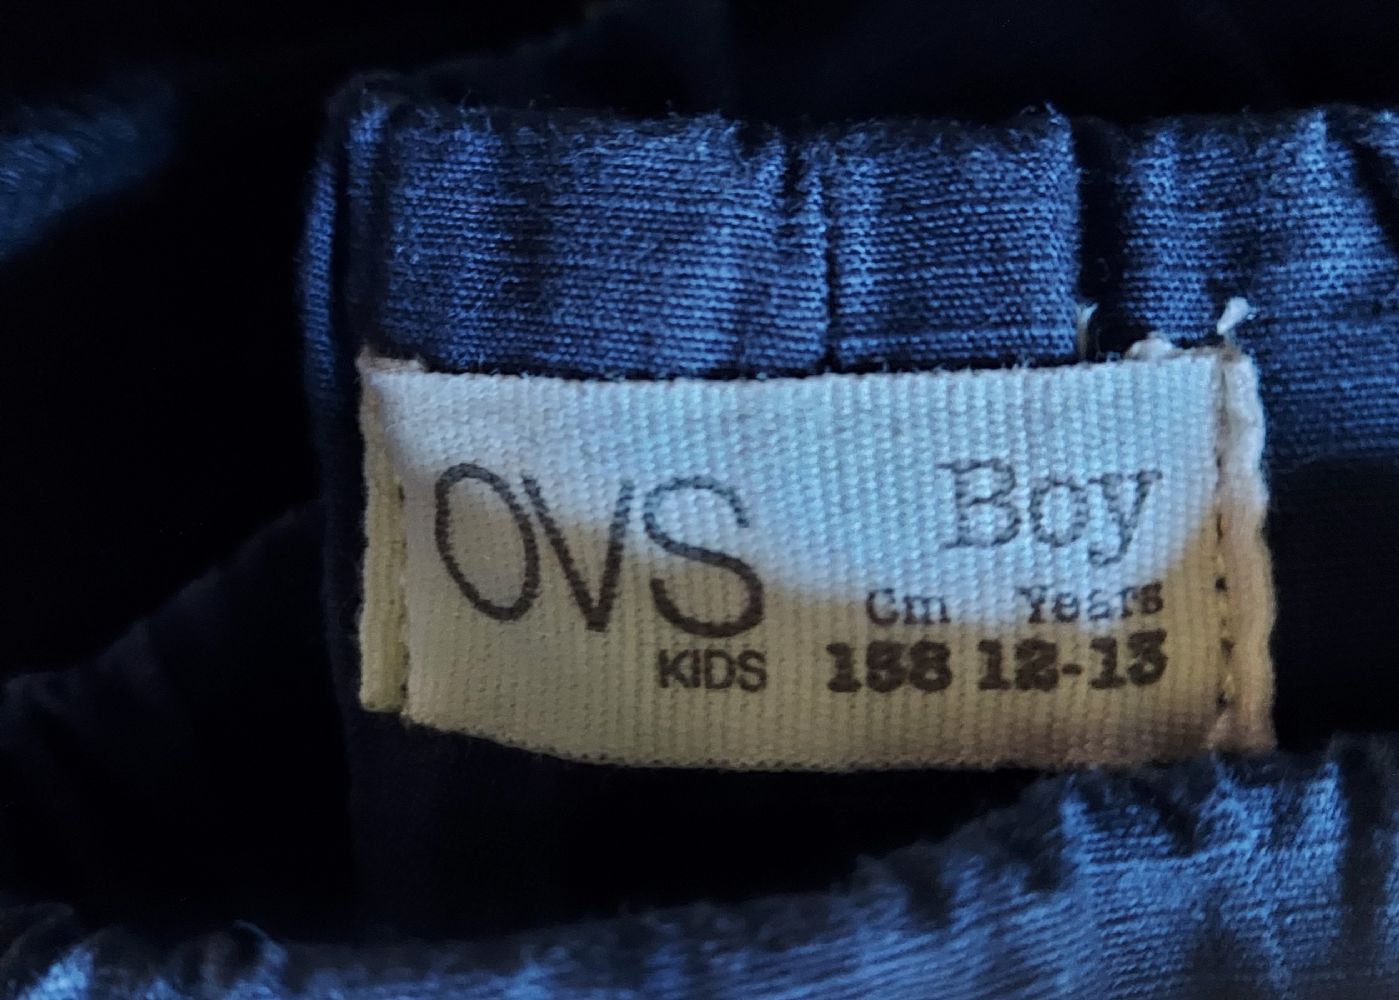 OVS
KIDS
Boy
Cm Years
158 12-13